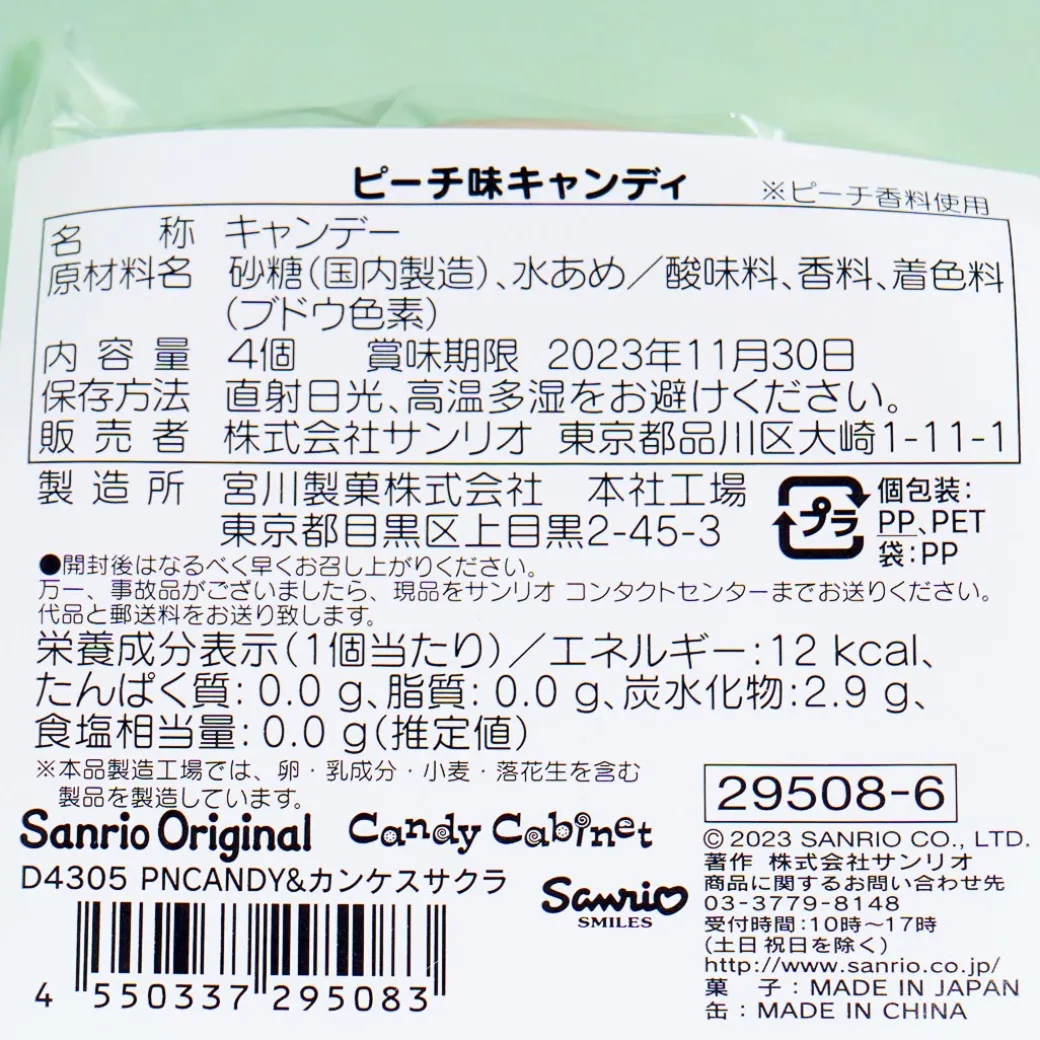 ピーチ味キャンディ ※ピーチ香料使用
名称 キャンデー
原材料名 砂糖(国内製造)、水あめ／酸味料、香料、着色料
(ブドウ色素)
内容量 4個 賞味期限 2023年11月30日
保存方法 直射日光、高温多湿をお避けください。
販売者 株式会社サンリオ 東京都品川区大崎1-11-1
製造所 宮川製菓株式会社 本社工場
東京都目黒区上目黒2-45-3
プラ
個包装:
PP、PET
袋:PP
●開封後はなるべく早くお召し上がりください。
万一、事故品がございましたら、現品をサンリオ コンタクトセンターまでお送りください。
代品と郵送料をお送り致します。
栄養成分表示(1個当たり)／エネルギー:12 kcal、
たんぱく質: 0.0 g、脂質: 0.0 g、炭水化物:2.9 g、
食塩相当量: 0.0 g(推定値)
※本品製造工場では、卵・乳成分・小麦・落花生を含む
製品を製造しています。
Sanrio Original Candy Cabinet
D4305 PNCANDY&カンケスサクラ
4 550337 295083
Sanrio
SMILES
29508-6
© 2023 SANRIO CO., LTD.
著作 株式会社サンリオ
商品に関するお問い合わせ先
03-3779-8148
受付時間:10時～17時
(土日祝日を除く)
http://www.sanrio.co.jp/
菓子: MADE IN JAPAN
缶: MADE IN CHINA